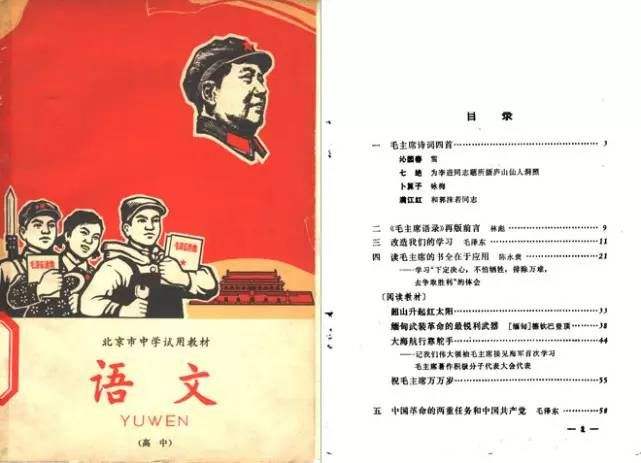 北京市中学试用教材
语文
YUWEN
(高中)
目录
一 毛主席诗词四首 3
沁园春 雪
七绝 为李进同志题所摄庐山仙人洞照
卜算子 咏梅
满江红 和郭沫若同志
二 《毛主席语录》再版前言 林彪 9
三 改造我们的学习 毛泽东 11
四 读毛主席的书全在于应用 陈永贵 21
——学习“下定决心，不怕牺牲，排除万难，
去争取胜利”的体会
〔阅读教材〕
韶山升起红太阳 33
缅甸武装革命的最锐利武器 [缅甸]德钦巴登顶 38
大海航行靠舵手 44
——记我们伟大领袖毛主席接见海军首次学习
毛主席著作积极分子代表大会代表
祝毛主席万万岁 55
五 中国革命的两重任务和中国共产党 毛泽东 58
— 2 —